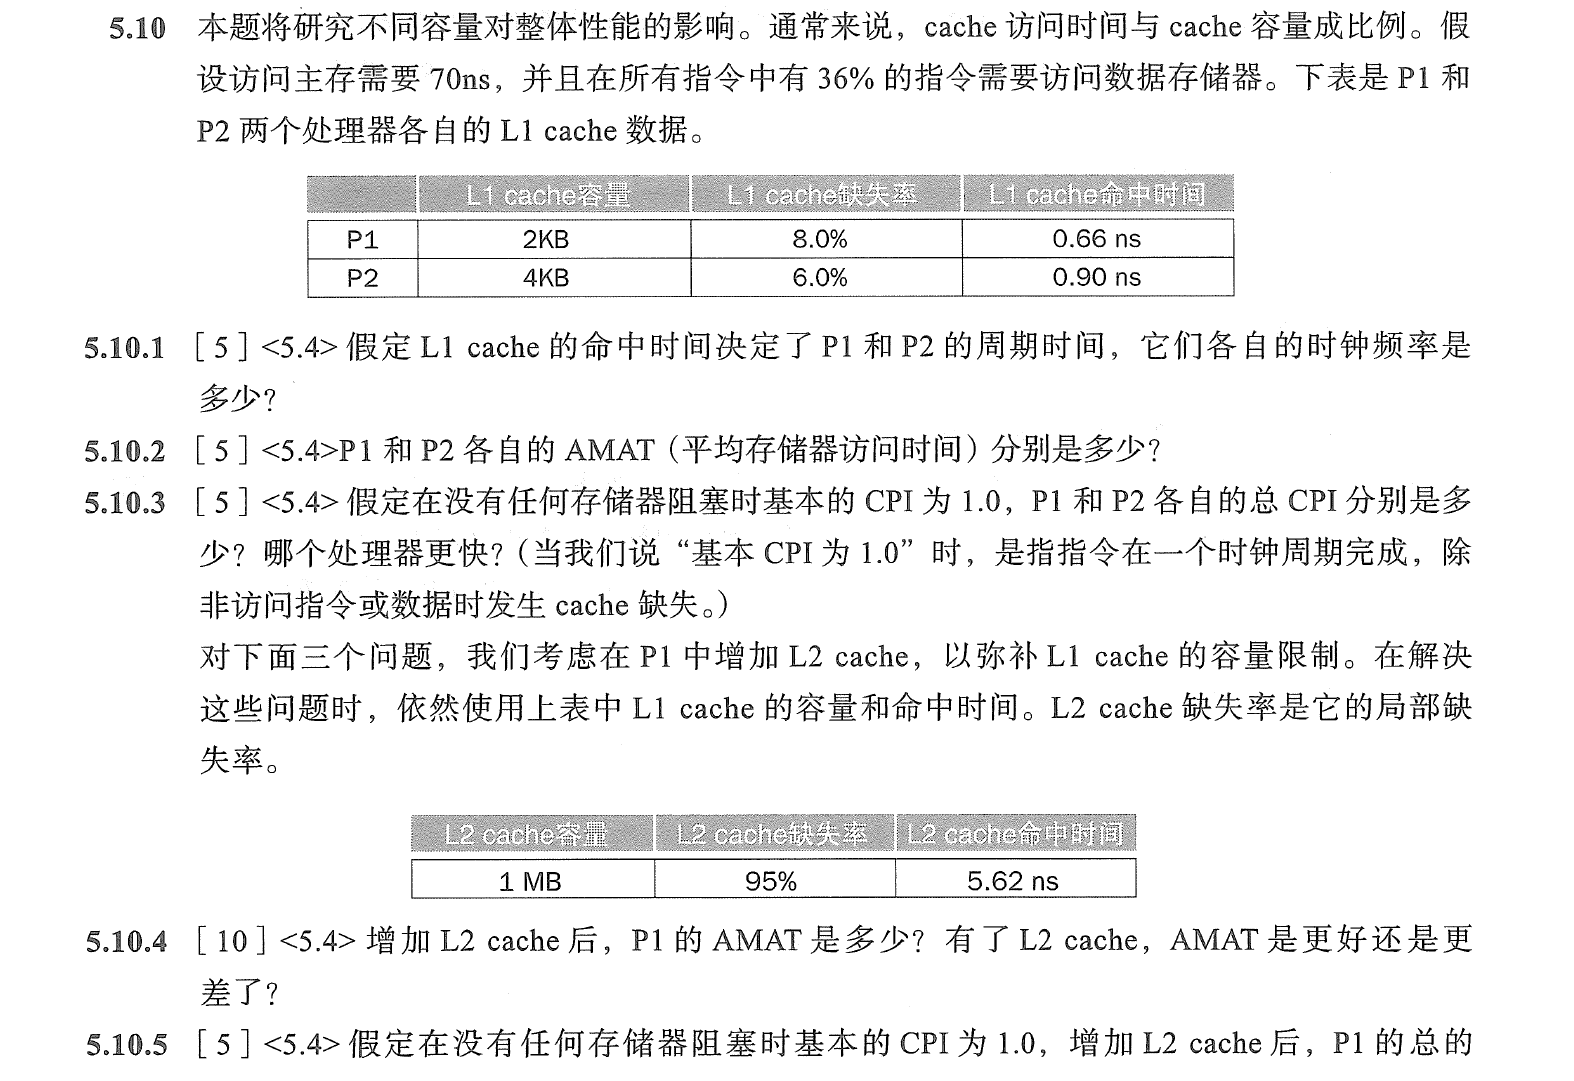 5.10 本题将研究不同容量对整体性能的影响。通常来说，cache 访问时间与 cache 容量成比例。假
设访问主存需要 70ns，并且在所有指令中有 36% 的指令需要访问数据存储器。下表是 P1 和
P2 两个处理器各自的 L1 cache 数据。
L1 cache容量 L1 cache缺失率 L1 cache命中时间
P1 2KB 8.0% 0.66 ns
P2 4KB 6.0% 0.90 ns
5.10.1 [ 5 ] <5.4> 假定 L1 cache 的命中时间决定了 P1 和 P2 的周期时间，它们各自的时钟频率是
多少？
5.10.2 [ 5 ] <5.4>P1 和 P2 各自的 AMAT（平均存储器访问时间）分别是多少？
5.10.3 [ 5 ] <5.4> 假定在没有任何存储器阻塞时基本的 CPI 为 1.0，P1 和 P2 各自的总 CPI 分别是多
少？哪个处理器更快？（当我们说“基本 CPI 为 1.0”时，是指指令在一个时钟周期完成，除
非访问指令或数据时发生 cache 缺失。）
对下面三个问题，我们考虑在 P1 中增加 L2 cache，以弥补 L1 cache 的容量限制。在解决
这些问题时，依然使用上表中 L1 cache 的容量和命中时间。L2 cache 缺失率是它的局部缺
失率。
L2 cache容量 L2 cache缺失率 L2 cache命中时间
1 MB 95% 5.62 ns
5.10.4 [ 10 ] <5.4> 增加 L2 cache 后，P1 的 AMAT 是多少？有了 L2 cache，AMAT 是更好还是更
差了？
5.10.5 [ 5 ] <5.4> 假定在没有任何存储器阻塞时基本的 CPI 为 1.0，增加 L2 cache 后，P1 的总的